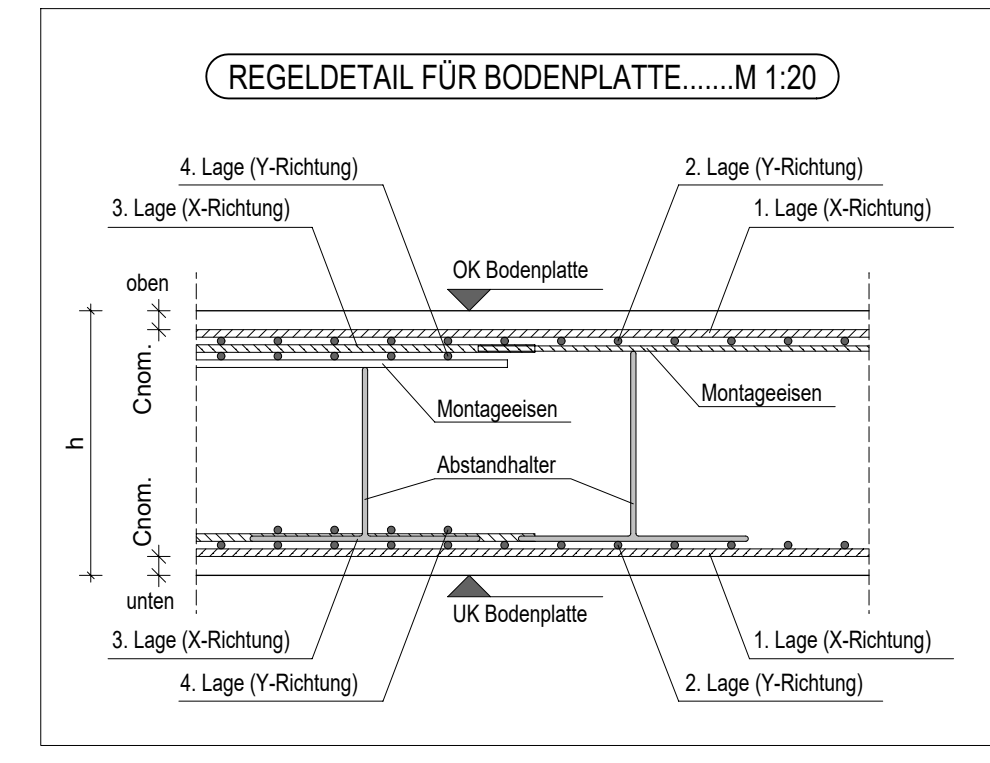 REGELDETAIL FÜR BODENPLATTE.......M 1:20
4. Lage (Y-Richtung)
2. Lage (Y-Richtung)
3. Lage (X-Richtung)
1. Lage (X-Richtung)
OK Bodenplatte
oben
Cnom.
Montageeisen
Montageeisen
h
Abstandhalter
Cnom.
unten
UK Bodenplatte
3. Lage (X-Richtung)
1. Lage (X-Richtung)
4. Lage (Y-Richtung)
2. Lage (Y-Richtung)